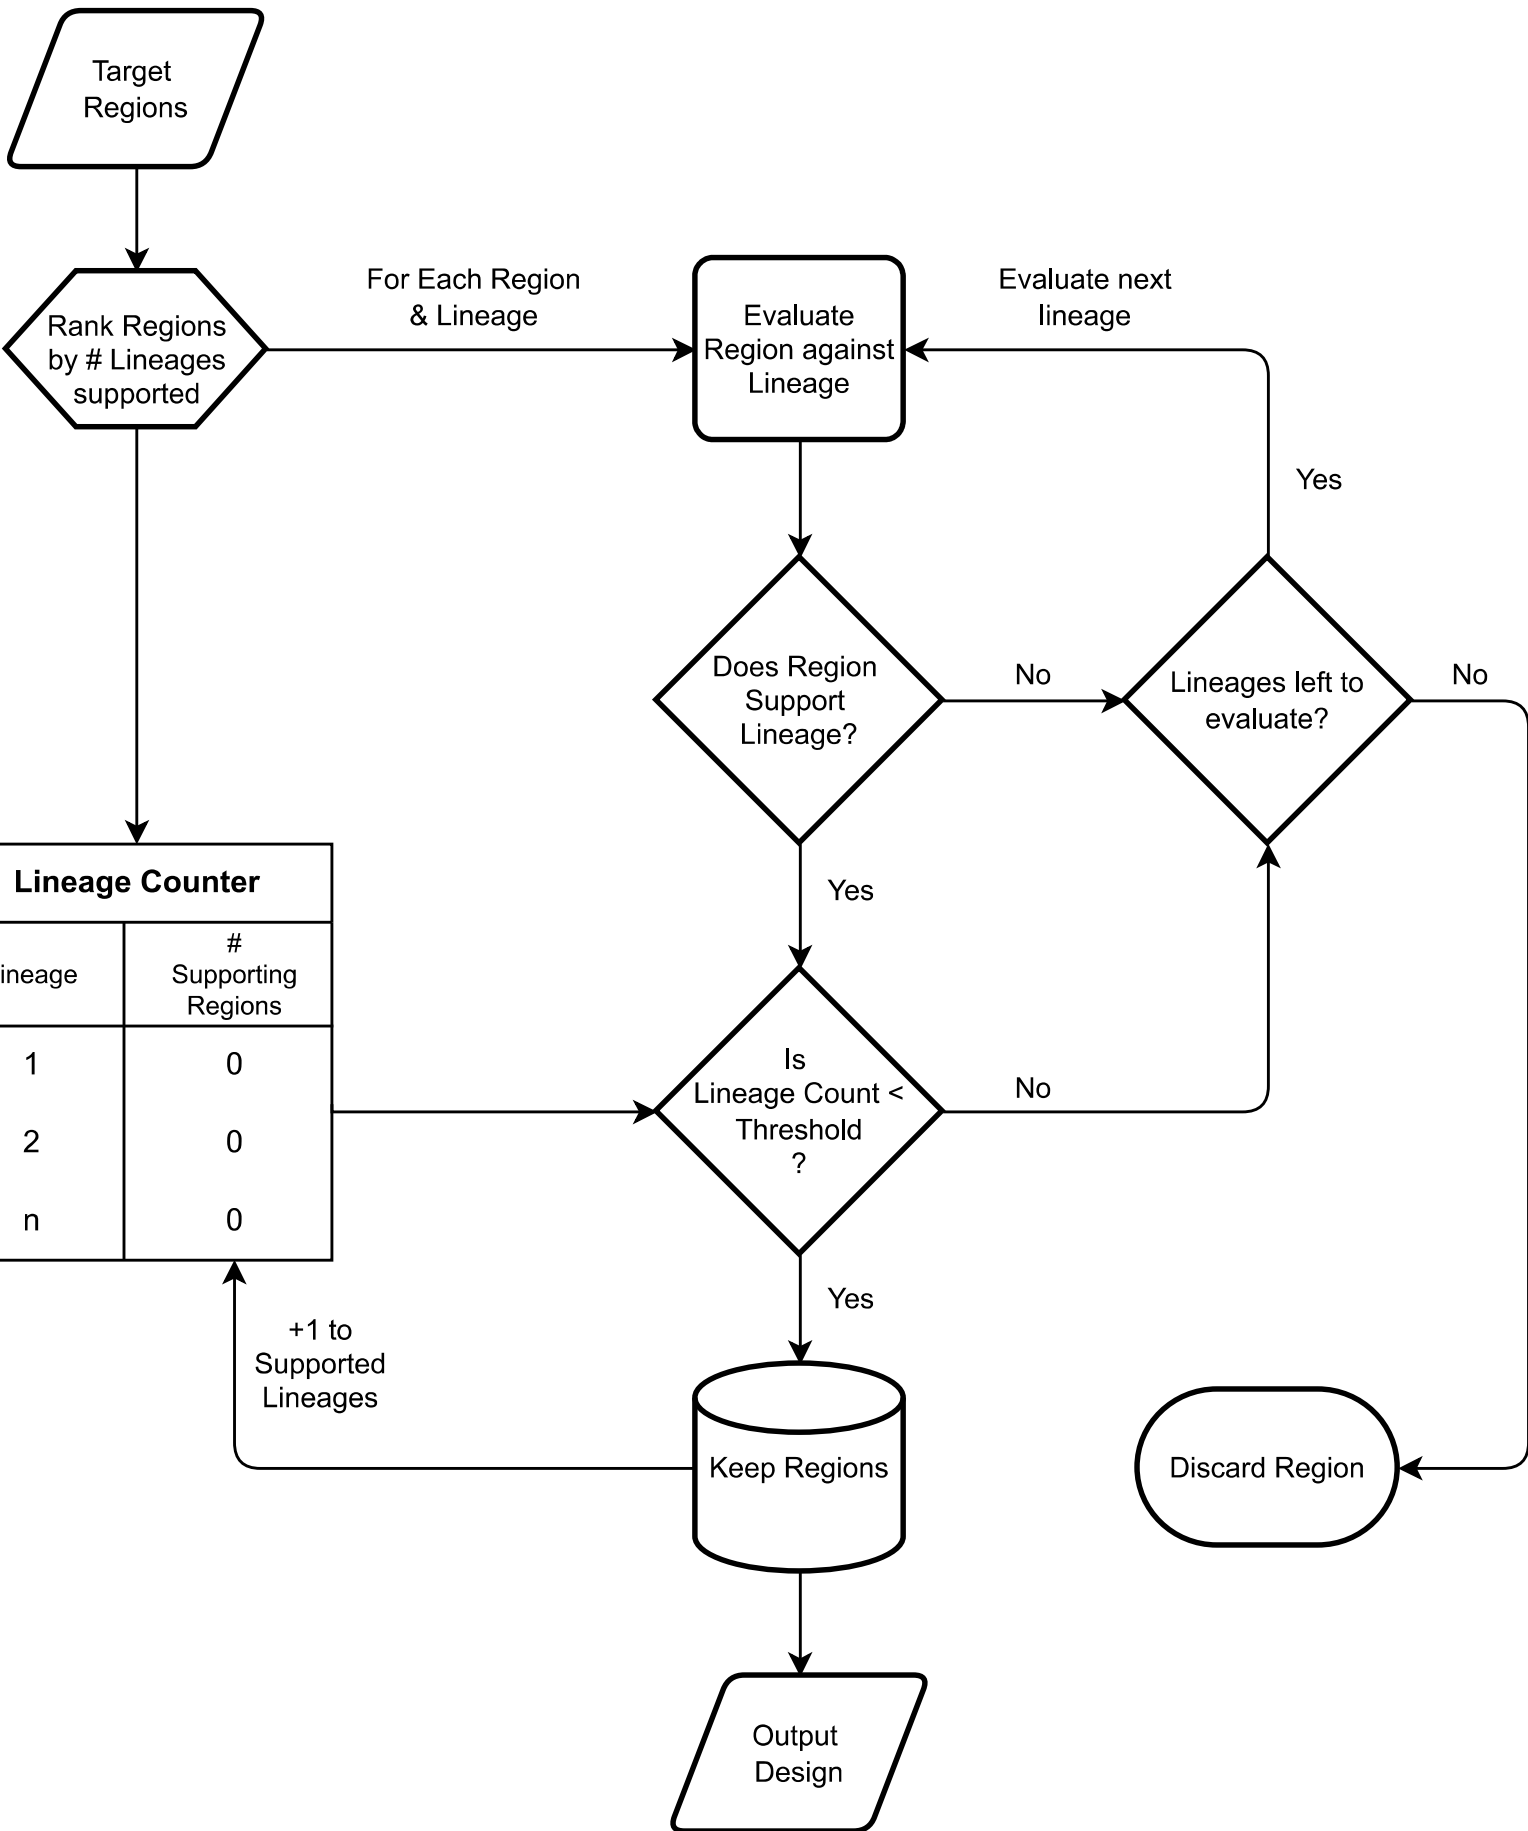 Target
Regions
For Each Region
& Lineage
Evaluate next
lineage
Rank Regions
by # Lineages
supported
Evaluate
Region against
Lineage
Yes
Does Region
Support
Lineage?
No
Lineages left to
evaluate?
No
Yes
Lineage Counter
ineage
#
Supporting
Regions
1
0
2
0
n
0
Is
Lineage Count <
Threshold
?
No
Yes
+1 to
Supported
Lineages
Keep Regions
Discard Region
Output
Design